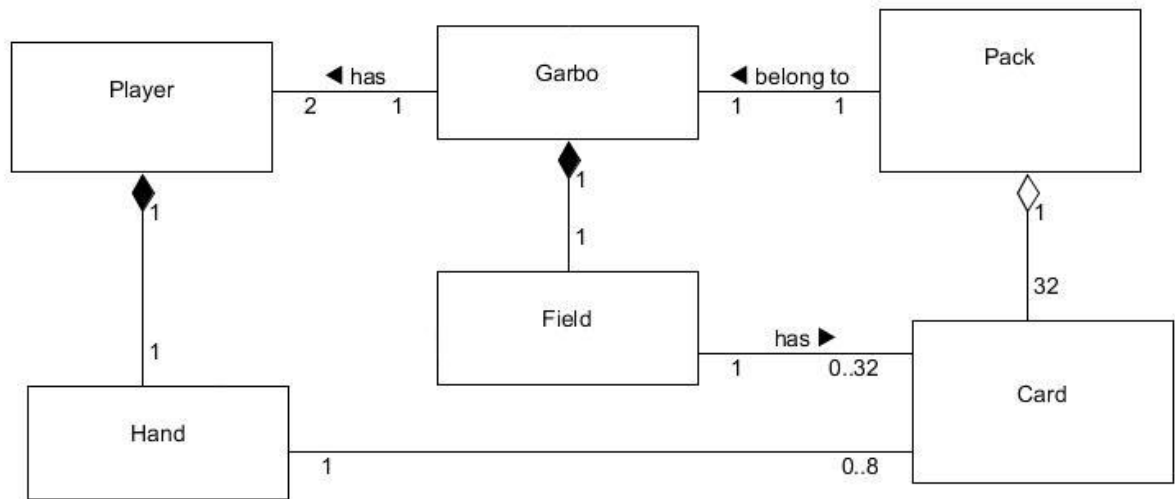 Player
◄ has
2
1
Garbo
◄ belong to
1
1
Pack
1
1
Hand
1
1
Field
1
32
has ►
1
0..32
Card
1
0..8